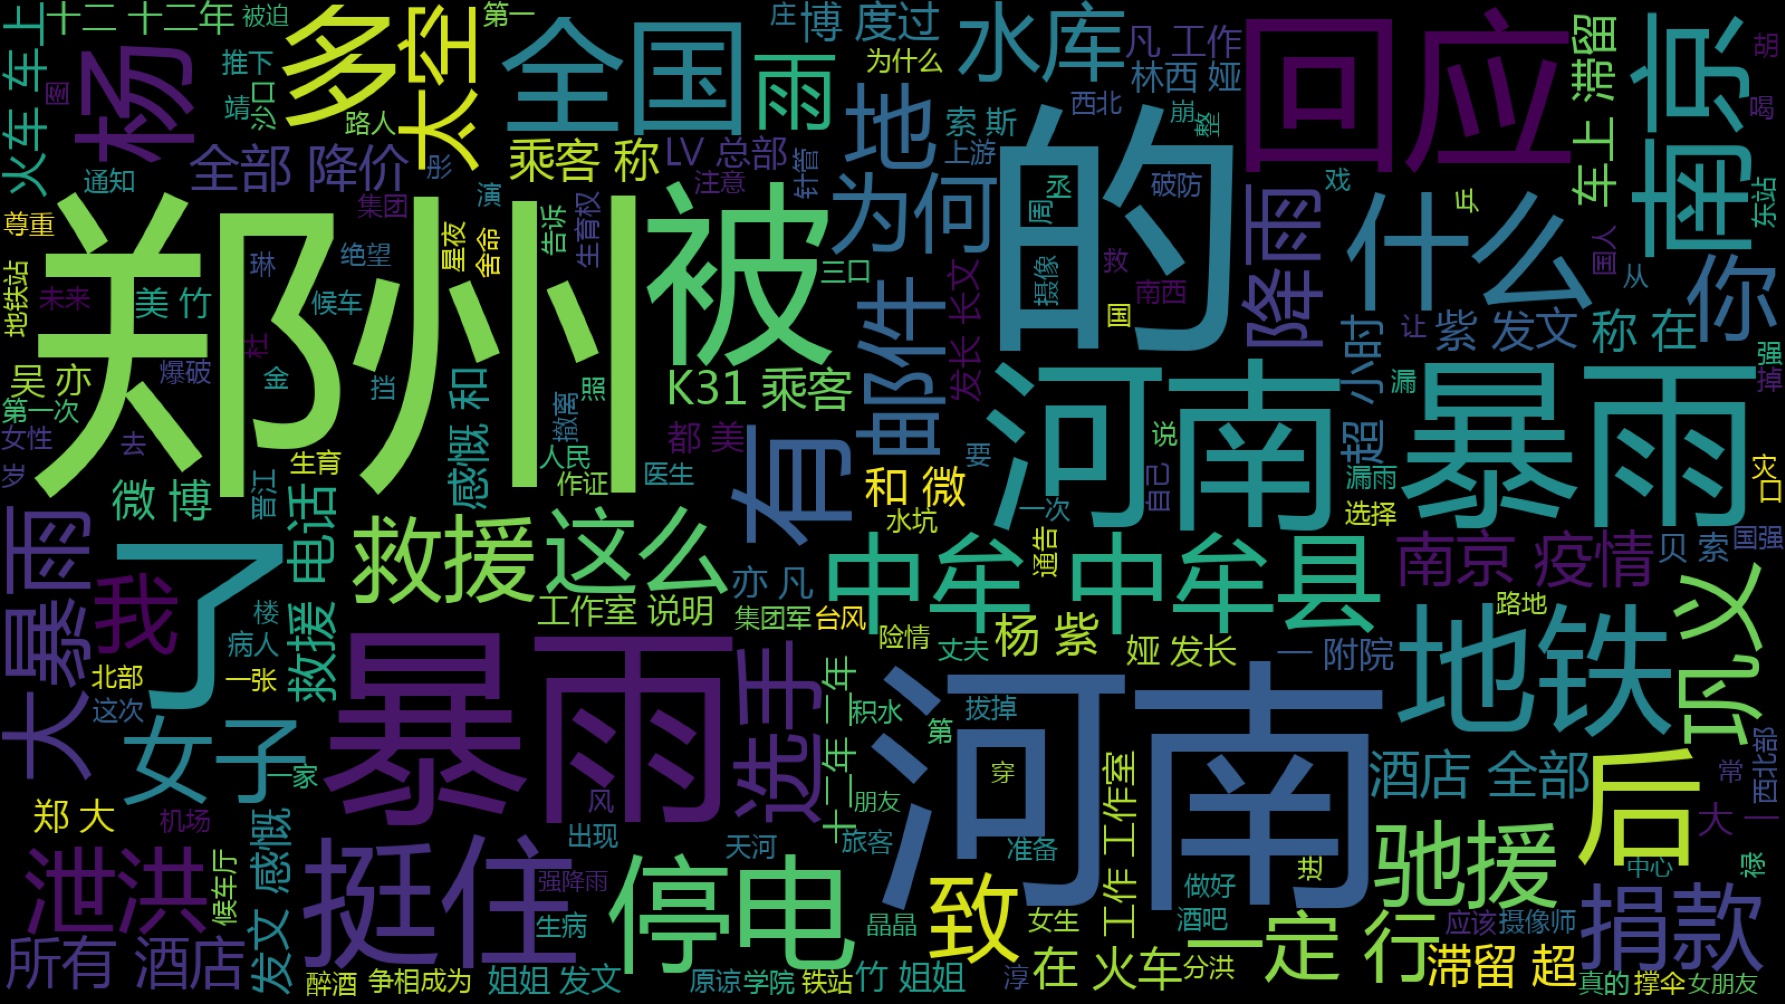 火车 车上
十二 十二年
被迫
第一
多
太空
全国
雨
庄
博
度过
为什么
水库
凡 工作
林西 娅
回应
车上 滞留
南京
胡
图
杨
推下
靖
沙口
路人
西北
崩
整
喝
通知
全部 降价
彤
乘客 称
LV 总部
注意
针管
地
索 斯
上游
的
破防
戏
乒
东站
尊重
集团
演
告诉
生育权
为何
丞
周
降雨
什么
国人
郑州
被
琳
绝望
星夜
舍命
三口
邮件
发长 长文
摄像
救
南西
国
从
你
地铁站
未来
美 竹
候车
小时
超
让
紫 发文
称 在
强
掉
杜
吴 亦
爆破
金
挡
感慨 和
照
K31 乘客
河南
暴雨
漏
第一次
女性
去
撤离
人民
都 美
有
要
说
岁
微 博
晋江
生育
作证
医生
和 微
水坑
一次
自己
漏雨
选择
灾
口
大暴雨
了
救援 电话
救援
这么
亦 凡
中牟
中牟县
通告
南京 疫情
贝 索
国强
我
楼
病人
工作室 说明
集团军
台风
险情
丈夫
杨 紫
娅 发长
一 附院
路地
巩义
北部
一张
这次
暴雨
选手
十二年 十二年
积水
第
拔掉
河南
地铁
女子
一家
朋友
穿
工作 工作室
酒店 全部
后
常
西北部
郑 大
机场
发文 感慨
风
出现
天河
旅客
准备
大 一
泄洪
候车厅
挺住
强降雨
停电
致
进
驰援
中心
禄
生病
晶晶
女生
做好
酒吧
一定 行
应该
摄像师
捐款
所有 酒店
醉酒
争相成为
姐姐 发文
原谅
学院
铁站
竹 姐姐
淳
在 火车
分洪
滞留 超
真的
撑伞
女朋友